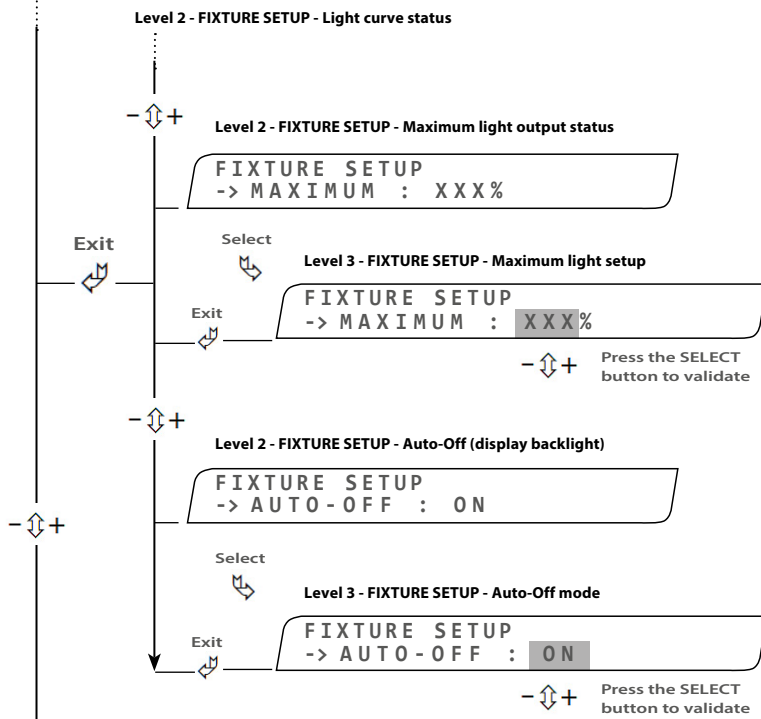 Level 2 - FIXTURE SETUP - Light curve status
- +
Level 2 - FIXTURE SETUP - Maximum light output status
FIXTURE SETUP
-> MAXIMUM : XXX%
Exit
Select
Level 3 - FIXTURE SETUP - Maximum light setup
Exit
FIXTURE SETUP
-> MAXIMUM : XXX%
- +
Press the SELECT
button to validate
- +
Level 2 - FIXTURE SETUP - Auto-Off (display backlight)
FIXTURE SETUP
-> AUTO-OFF : ON
- +
Select
Level 3 - FIXTURE SETUP - Auto-Off mode
Exit
FIXTURE SETUP
-> AUTO-OFF : ON
- +
Press the SELECT
button to validate